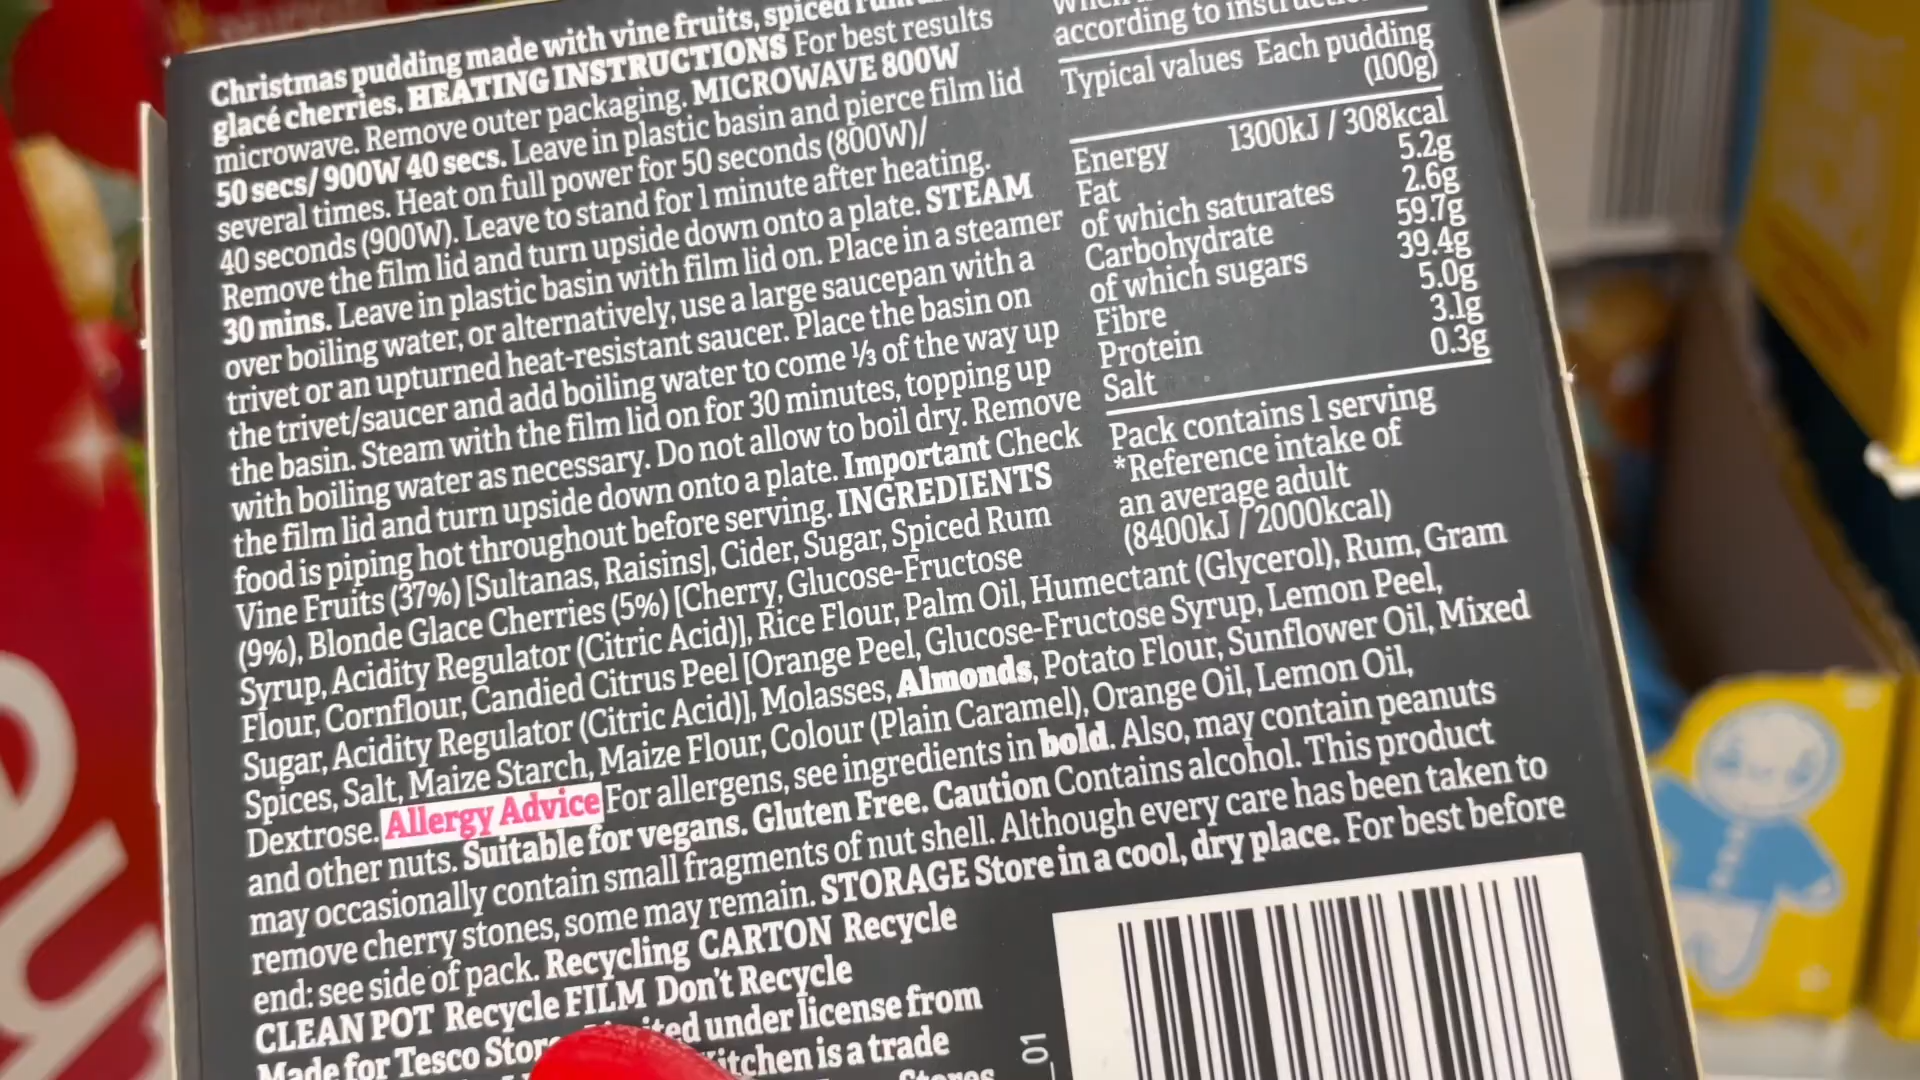 Christmas pudding made with vine fruits, spiced
glacé cherries. HEATING INSTRUCTIONS For best results
microwave. Remove outer packaging. MICROWAVE 800W
50 secs/ 900W 40 secs. Leave in plastic basin and pierce film lid
several times. Heat on full power for 50 seconds (800W)/
40 seconds (900W). Leave to stand for 1 minute after heating.
Remove the film lid and turn upside down onto a plate. STEAM
30 mins. Leave in plastic basin with film lid on. Place in a steamer
over boiling water, or alternatively, use a large saucepan with a
trivet or an upturned heat-resistant saucer. Place the basin on
the trivet/saucer and add boiling water to come ⅓ of the way up
the basin. Steam with the film lid on for 30 minutes, topping up
with boiling water as necessary. Do not allow to boil dry. Remove
the film lid and turn upside down onto a plate. Important Check
food is piping hot throughout before serving. INGREDIENTS
Vine Fruits (37%) [Sultanas, Raisins], Cider, Sugar, Spiced Rum
(9%), Blonde Glace Cherries (5%) [Cherry, Glucose-Fructose
Syrup, Acidity Regulator (Citric Acid)], Rice Flour, Palm Oil, Humectant (Glycerol), Rum, Gram
Flour, Cornflour, Candied Citrus Peel [Orange Peel, Glucose-Fructose Syrup, Lemon Peel,
Sugar, Acidity Regulator (Citric Acid)], Molasses, Almonds, Potato Flour, Sunflower Oil, Mixed
Spices, Salt, Maize Starch, Maize Flour, Colour (Plain Caramel), Orange Oil, Lemon Oil,
Dextrose. Allergy Advice For allergens, see ingredients in bold. Also, may contain peanuts
and other nuts. Suitable for vegans. Gluten Free. Caution Contains alcohol. This product
may occasionally contain small fragments of nut shell. Although every care has been taken to
remove cherry stones, some may remain. STORAGE Store in a cool, dry place. For best before
end: see side of pack. Recycling CARTON Recycle
CLEAN POT Recycle FILM Don't Recycle
Made for Tesco under license from
is a trade
Stores
according to
Typical values Each pudding
(100g)
Energy 1300kJ / 308kcal
Fat 5.2g
of which saturates 2.6g
Carbohydrate 59.7g
of which sugars 39.4g
Fibre 5.0g
Protein 3.1g
Salt 0.3g
Pack contains 1 serving
*Reference intake of
an average adult
(8400kJ / 2000kcal)
01